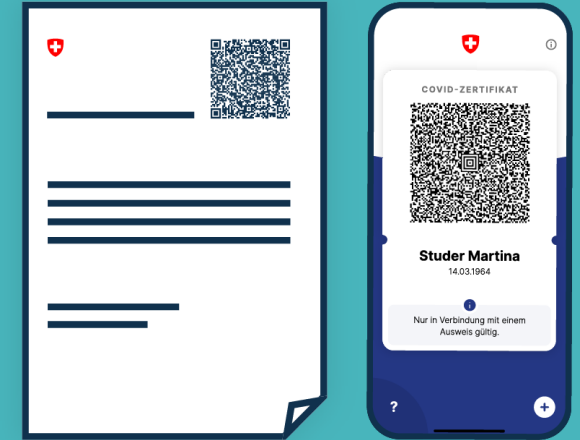 COVID-ZERTIFIKAT
Studer Martina
14.03.1964
Nur in Verbindung mit einem
Ausweis gültig.
?